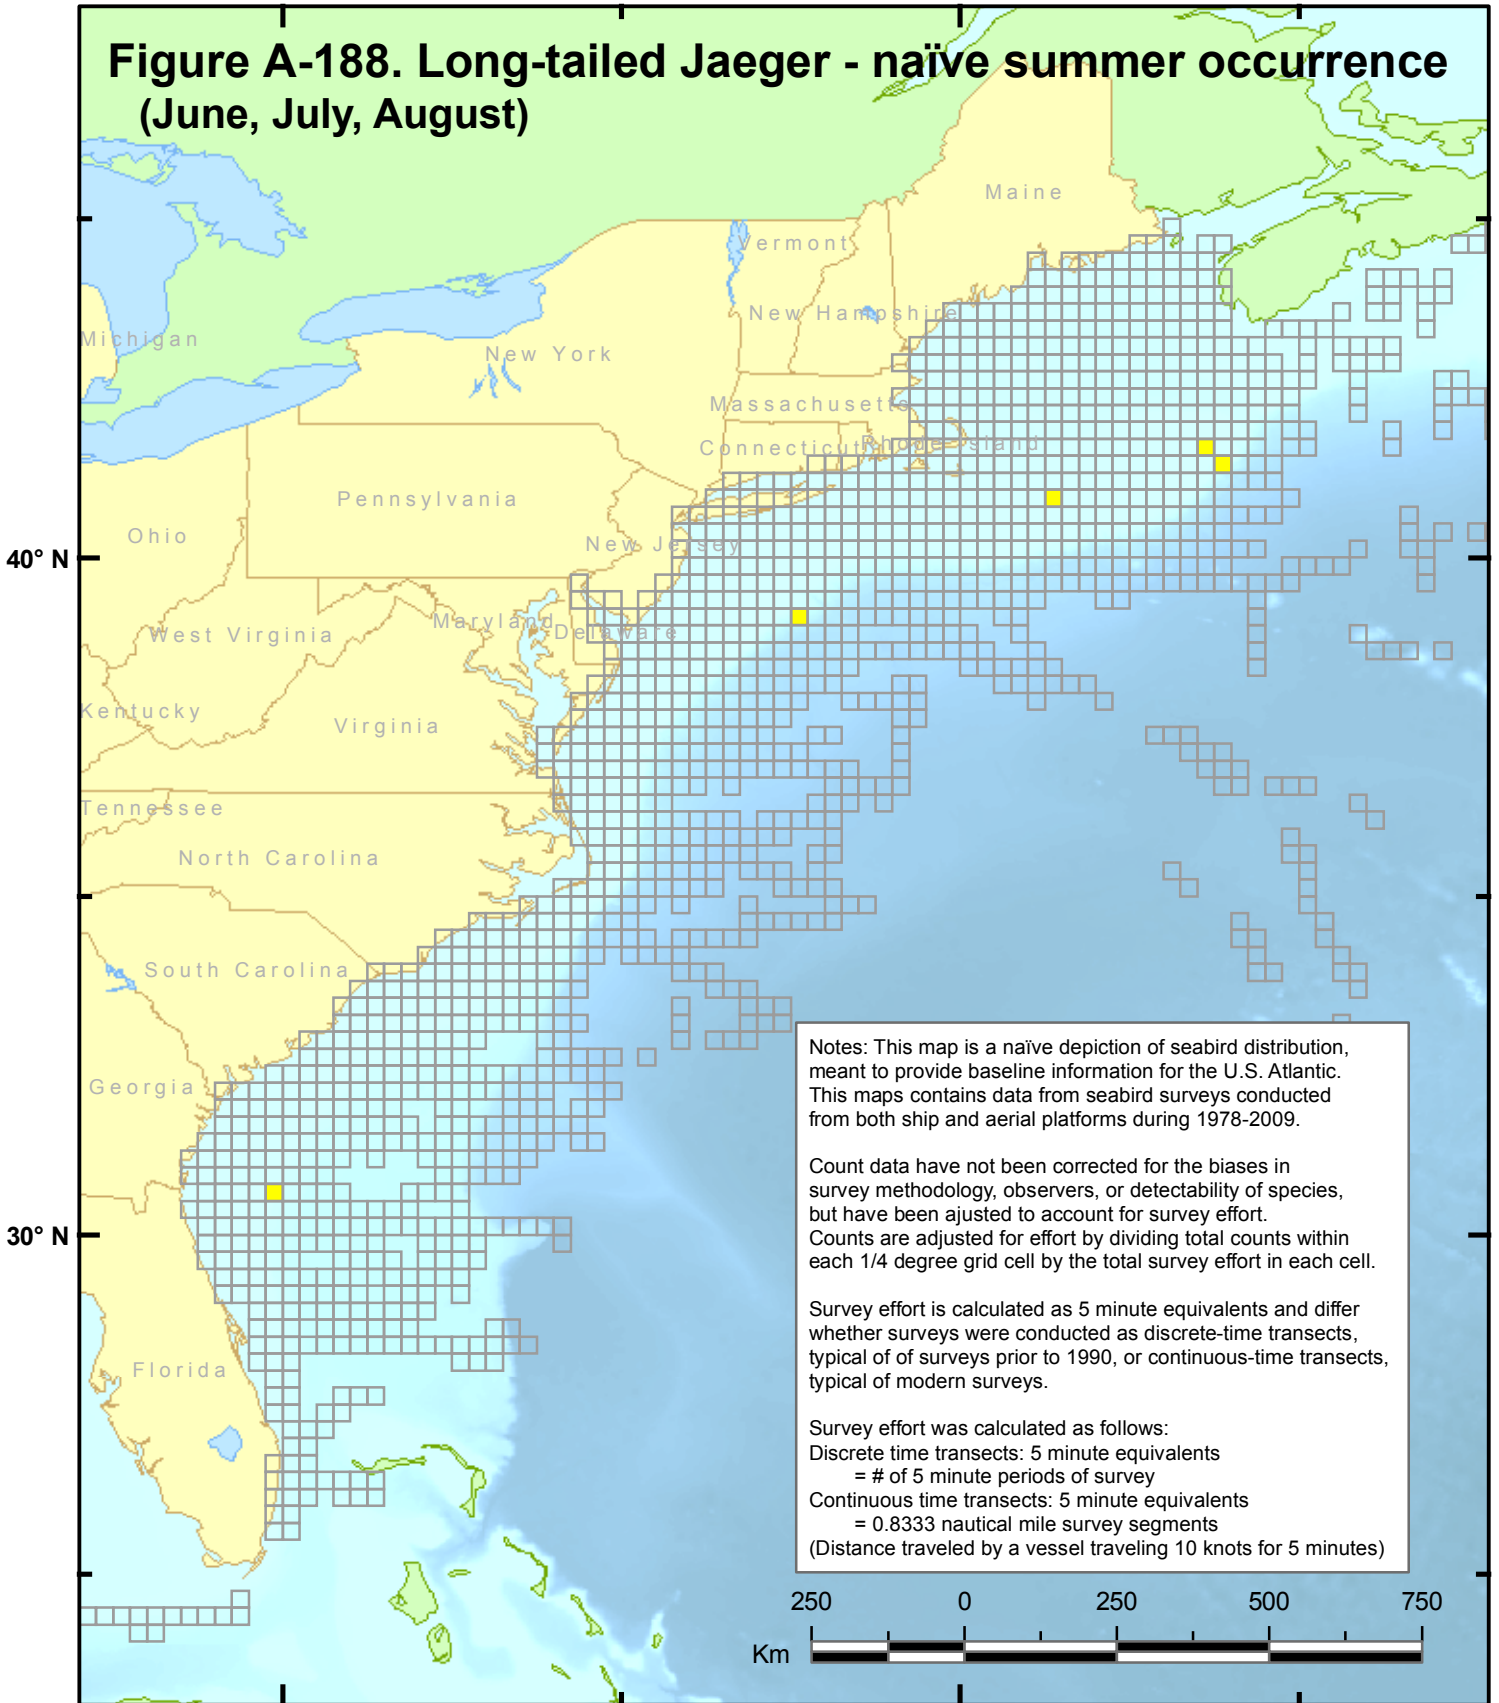 Figure A-188. Long-tailed Jaeger - naïve summer occurrence
(June, July, August)
Maine
Vermont
New Hampshire
Michigan
New York
Massachusetts
Connecticut
Rhode Island
Pennsylvania
Ohio
New Jersey
40° N
West Virginia
Maryland
Delaware
Kentucky
Virginia
Tennessee
North Carolina
South Carolina
Georgia
30° N
Florida
Notes: This map is a naïve depiction of seabird distribution,
meant to provide baseline information for the U.S. Atlantic.
This maps contains data from seabird surveys conducted
from both ship and aerial platforms during 1978-2009.
Count data have not been corrected for the biases in
survey methodology, observers, or detectability of species,
but have been ajusted to account for survey effort.
Counts are adjusted for effort by dividing total counts within
each 1/4 degree grid cell by the total survey effort in each cell.
Survey effort is calculated as 5 minute equivalents and differ
whether surveys were conducted as discrete-time transects,
typical of of surveys prior to 1990, or continuous-time transects,
typical of modern surveys.
Survey effort was calculated as follows:
Discrete time transects: 5 minute equivalents
= # of 5 minute periods of survey
Continuous time transects: 5 minute equivalents
= 0.8333 nautical mile survey segments
(Distance traveled by a vessel traveling 10 knots for 5 minutes)
250 0 250 500 750
Km